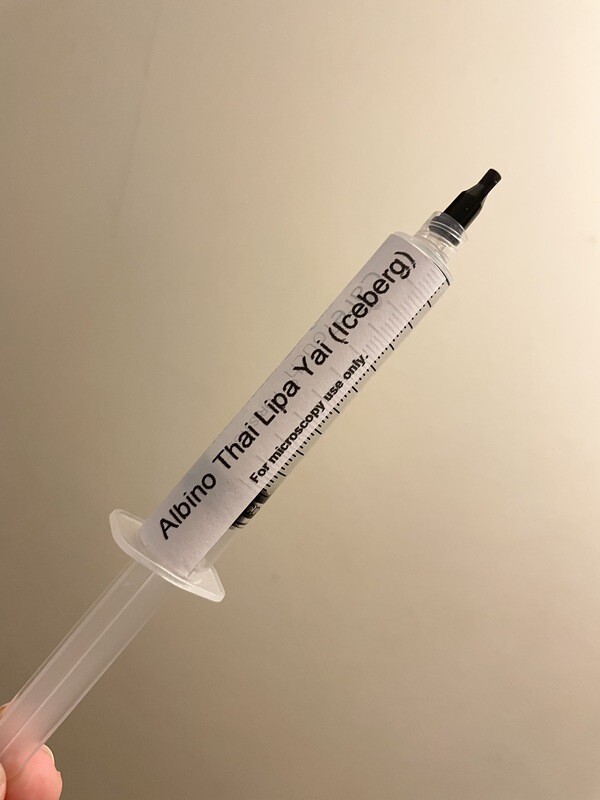 Albino Thai Lipa Yai (Iceberg)
For microscopy use only.